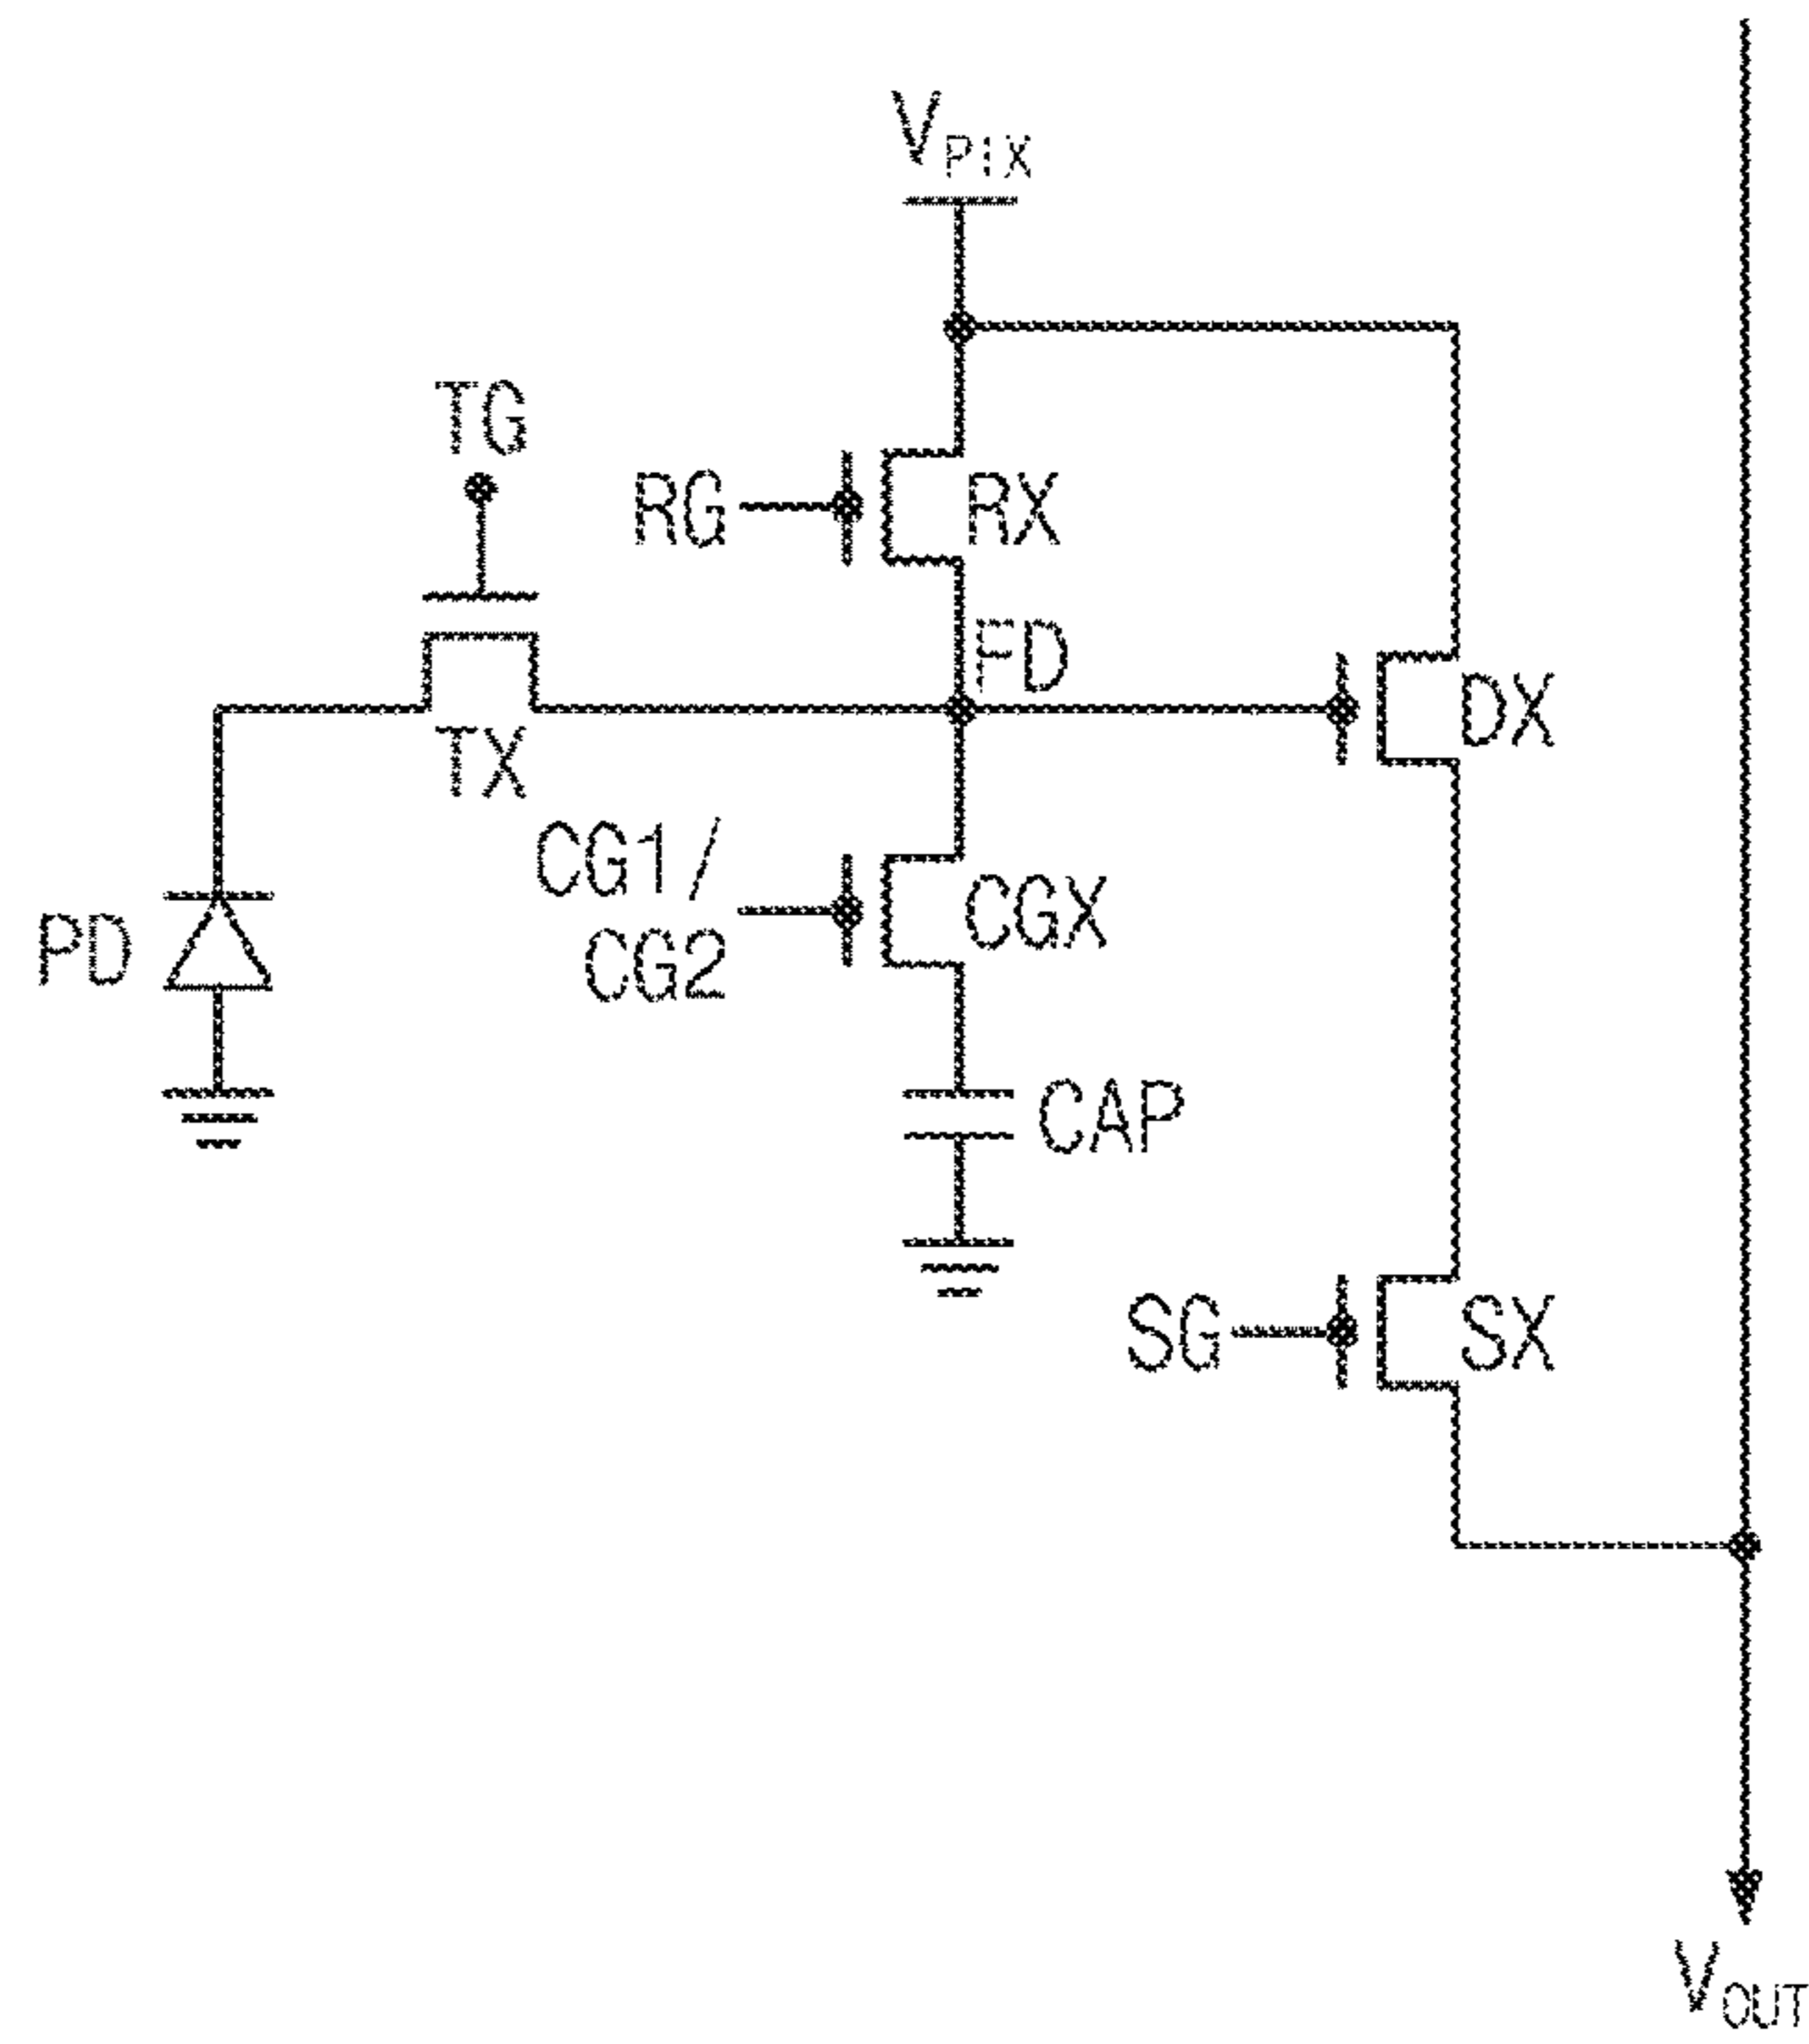 VPIX
TG
RG
RX
FD
DX
TX
CG1/
CG2
CGX
PD
CAP
SG
SX
VOUT